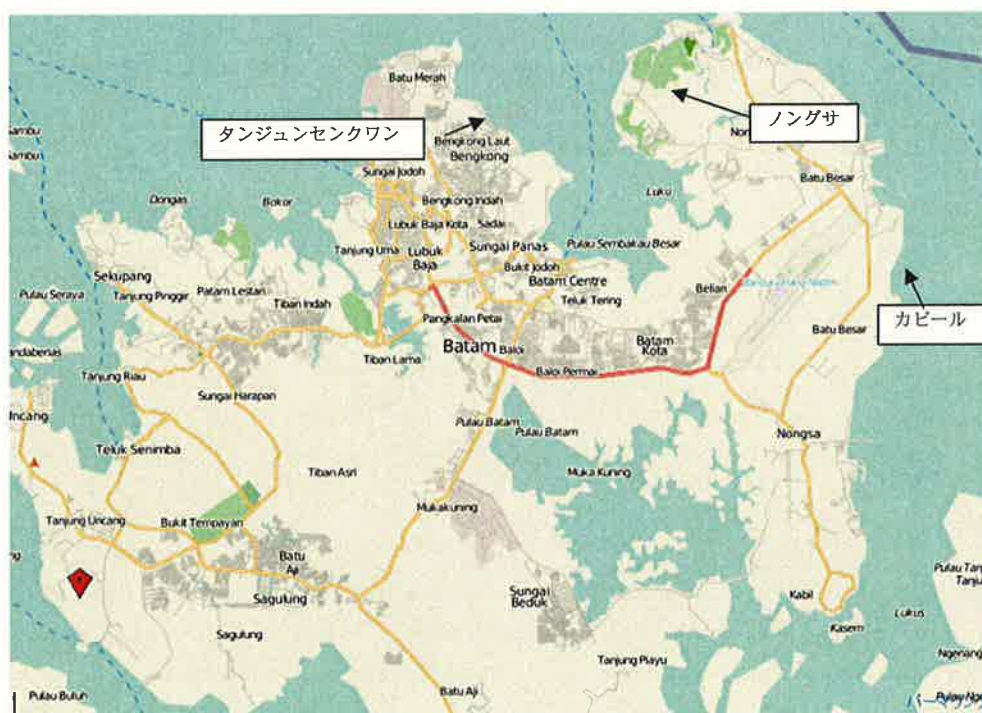 Batu Merah
タンジュンセンクワン
Bengkong Laut
Bengkong
ノングサ
Sambu
Sambu
Sungai Jodoh
Batu Besar
Dongas
Bokor
Bengkong Indah
Luku
Lubuk Baja Kota
Sadai
Tanjung Uma
Lubuk
Baja
Sungai Panas
Pulau Sembakau Besar
Sekupang
Bukit Jodoh
Batam Centre
Pulau Seraya
Tanjung Pinggir
Patam Lestari
Tiban Indah
Teluk Tering
Belian
カビール
Pangkalan Petai
Batu Besar
Batam
Baloi
Batam
Kota
Tiban Lama
Baloi Permai
Tanjung Riau
Sungai Harapan
Uncang
Pulau Batam
Pulau Batam
Nongsa
Teluk Senimba
Tiban Asri
Muka Kuning
Mukakuning
Tanjung Uncang
Bukit Tempayan
Batu
Aji
Sungai
Beduk
Kabil
Sagulung
Lukus
Kasem
Sagulung
Tanjung Piayu
Ngenang
Pulau Buluh
Batu Aji